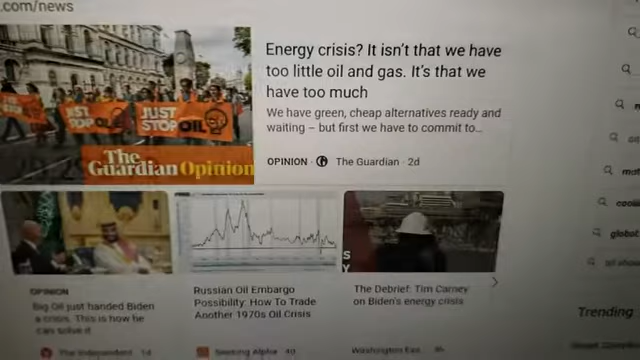 .com/news
Energy crisis? It isn't that we have
too little oil and gas. It's that we
have too much
We have green, cheap alternatives ready and
waiting – but first we have to commit to…
OPINION · The Guardian · 2d
JUST
STOP OIL
The
Guardian Opinion
OPINION
Big Oil just handed Biden
a crisis. This is how he
can solve it
The Independent 1d
Russian Oil Embargo
Possibility: How To Trade
Another 1970s Oil Crisis
Seeking Alpha 4d
The Debrief: Tim Carney
on Biden's energy crisis
Washington Exa
global
Trending